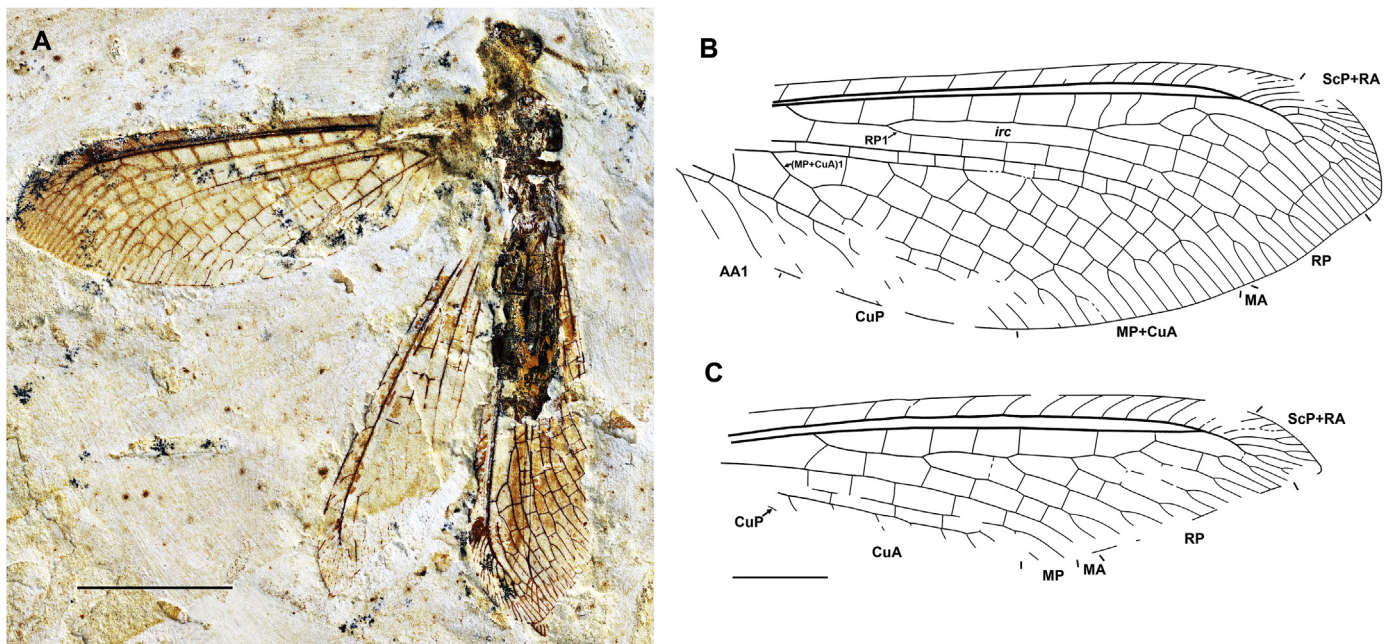 A
B
ScP+RA
irc
RP1
(MP+CuA)1
AA1
RP
CuP
MA
MP+CuA
C
ScP+RA
CuP
RP
CuA
MP
MA